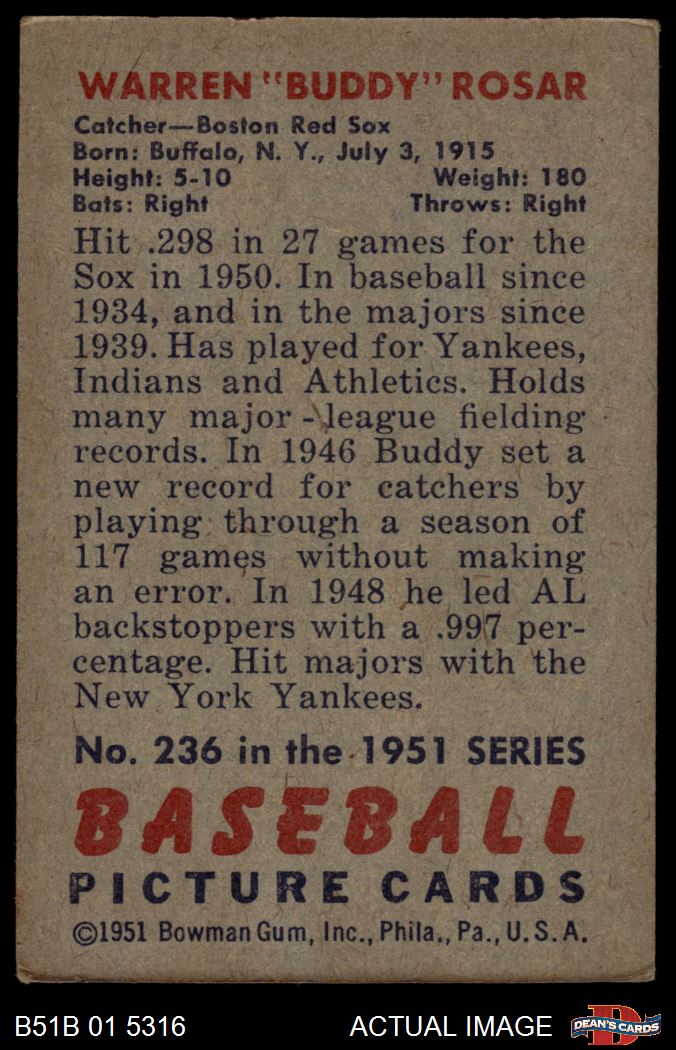 WARREN "BUDDY" ROSAR
Catcher—Boston Red Sox
Born: Buffalo, N. Y., July 3, 1915
Height: 5-10 Weight: 180
Bats: Right Throws: Right
Hit .298 in 27 games for the
Sox in 1950. In baseball since
1934, and in the majors since
1939. Has played for Yankees,
Indians and Athletics. Holds
many major-league fielding
records. In 1946 Buddy set a
new record for catchers by
playing through a season of
117 games without making
an error. In 1948 he led AL
backstoppers with a .997 per-
centage. Hit majors with the
New York Yankees.
No. 236 in the 1951 SERIES
BASEBALL
PICTURE CARDS
©1951 Bowman Gum, Inc., Phila., Pa., U. S. A.
B51B 01 5316 ACTUAL IMAGE D DEAN'S CARDS